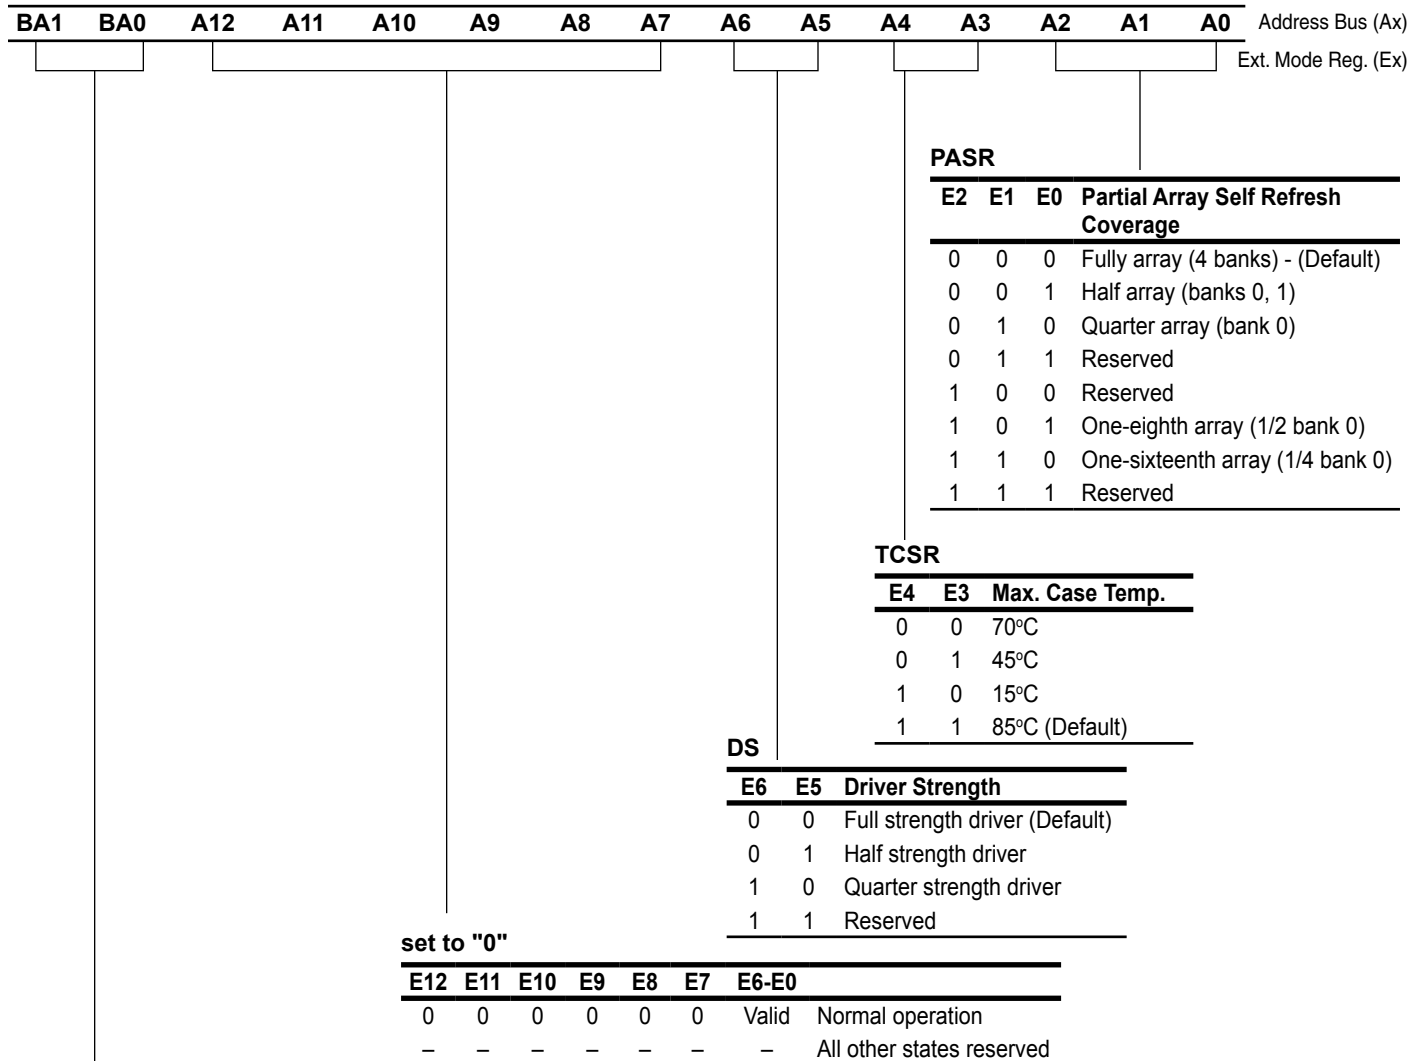 BA1 BA0 A12 A11 A10 A9 A8 A7 A6 A5 A4 A3 A2 A1 A0 Address Bus (Ax)
Ext. Mode Reg. (Ex)
PASR
E2 E1 E0 Partial Array Self Refresh
Coverage
0 0 0 Fully array (4 banks) - (Default)
0 0 1 Half array (banks 0, 1)
0 1 0 Quarter array (bank 0)
0 1 1 Reserved
1 0 0 Reserved
1 0 1 One-eighth array (1/2 bank 0)
1 1 0 One-sixteenth array (1/4 bank 0)
1 1 1 Reserved
TCSR
E4 E3 Max. Case Temp.
0 0 70°C
0 1 45°C
1 0 15°C
1 1 85°C (Default)
DS
E6 E5 Driver Strength
0 0 Full strength driver (Default)
0 1 Half strength driver
1 0 Quarter strength driver
1 1 Reserved
set to "0"
E12 E11 E10 E9 E8 E7 E6-E0
0 0 0 0 0 0 Valid Normal operation
– – – – – – – All other states reserved